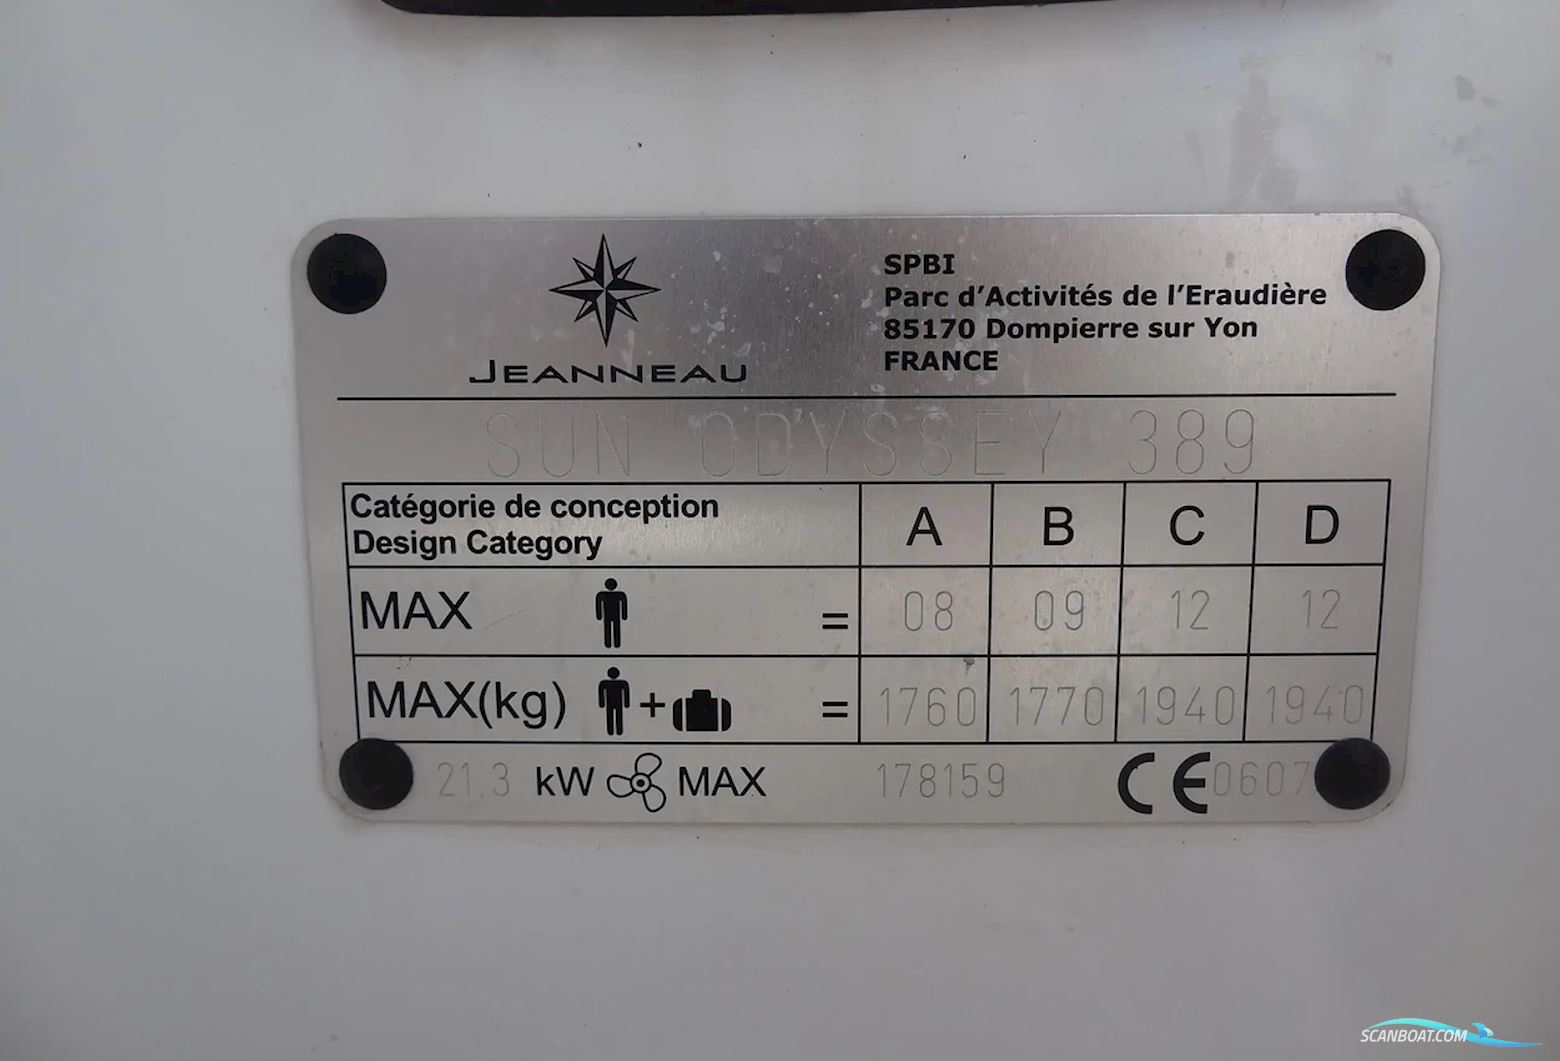 JEANNEAU
SPBI
Parc d'Activités de l'Eraudière
85170 Dompierre sur Yon
FRANCE
SUN ODYSSEY 389
Catégorie de conception
Design Category
A B C D
MAX = 08 09 12 12
MAX(kg) + = 1760 1770 1940 1940
21.3 kW MAX 178159 CE0607
SCANBOAT.COM